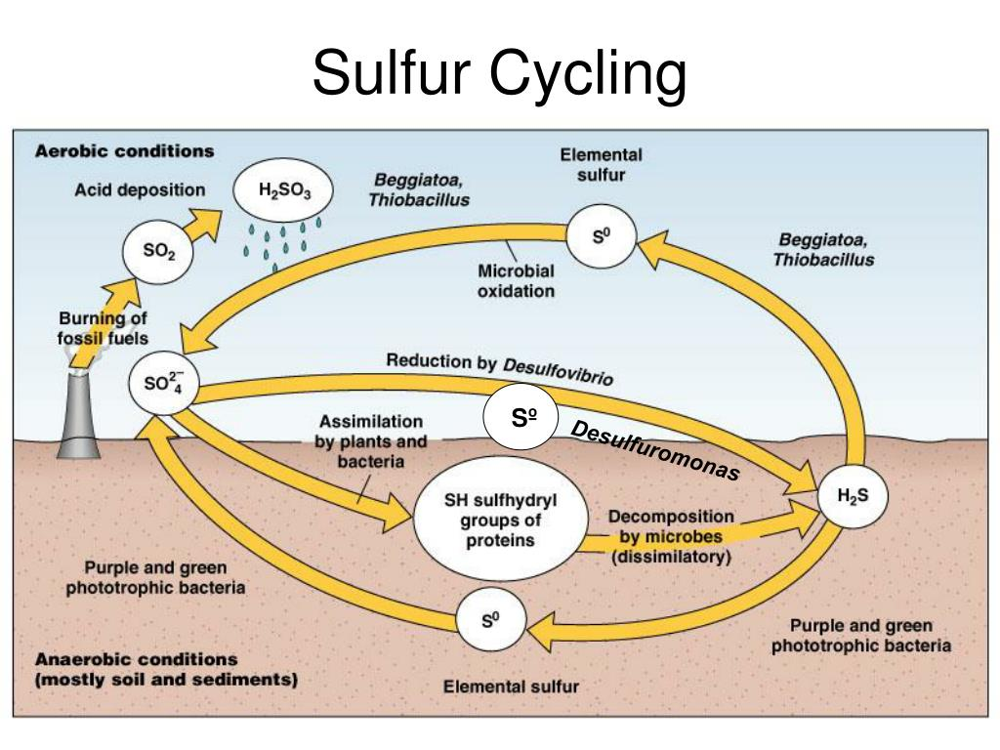 Sulfur Cycling
Aerobic conditions
Acid deposition
H₂SO₃
SO₂
Burning of
fossil fuels
Beggiatoa,
Thiobacillus
Elemental
sulfur
S⁰
Beggiatoa,
Thiobacillus
Microbial
oxidation
SO₄²⁻
Reduction by Desulfovibrio
Sº
Desulfuromonas
Assimilation
by plants and
bacteria
SH sulfhydryl
groups of
proteins
H₂S
Decomposition
by microbes
(dissimilatory)
Purple and green
phototrophic bacteria
S⁰
Purple and green
phototrophic bacteria
Anaerobic conditions
(mostly soil and sediments)
Elemental sulfur